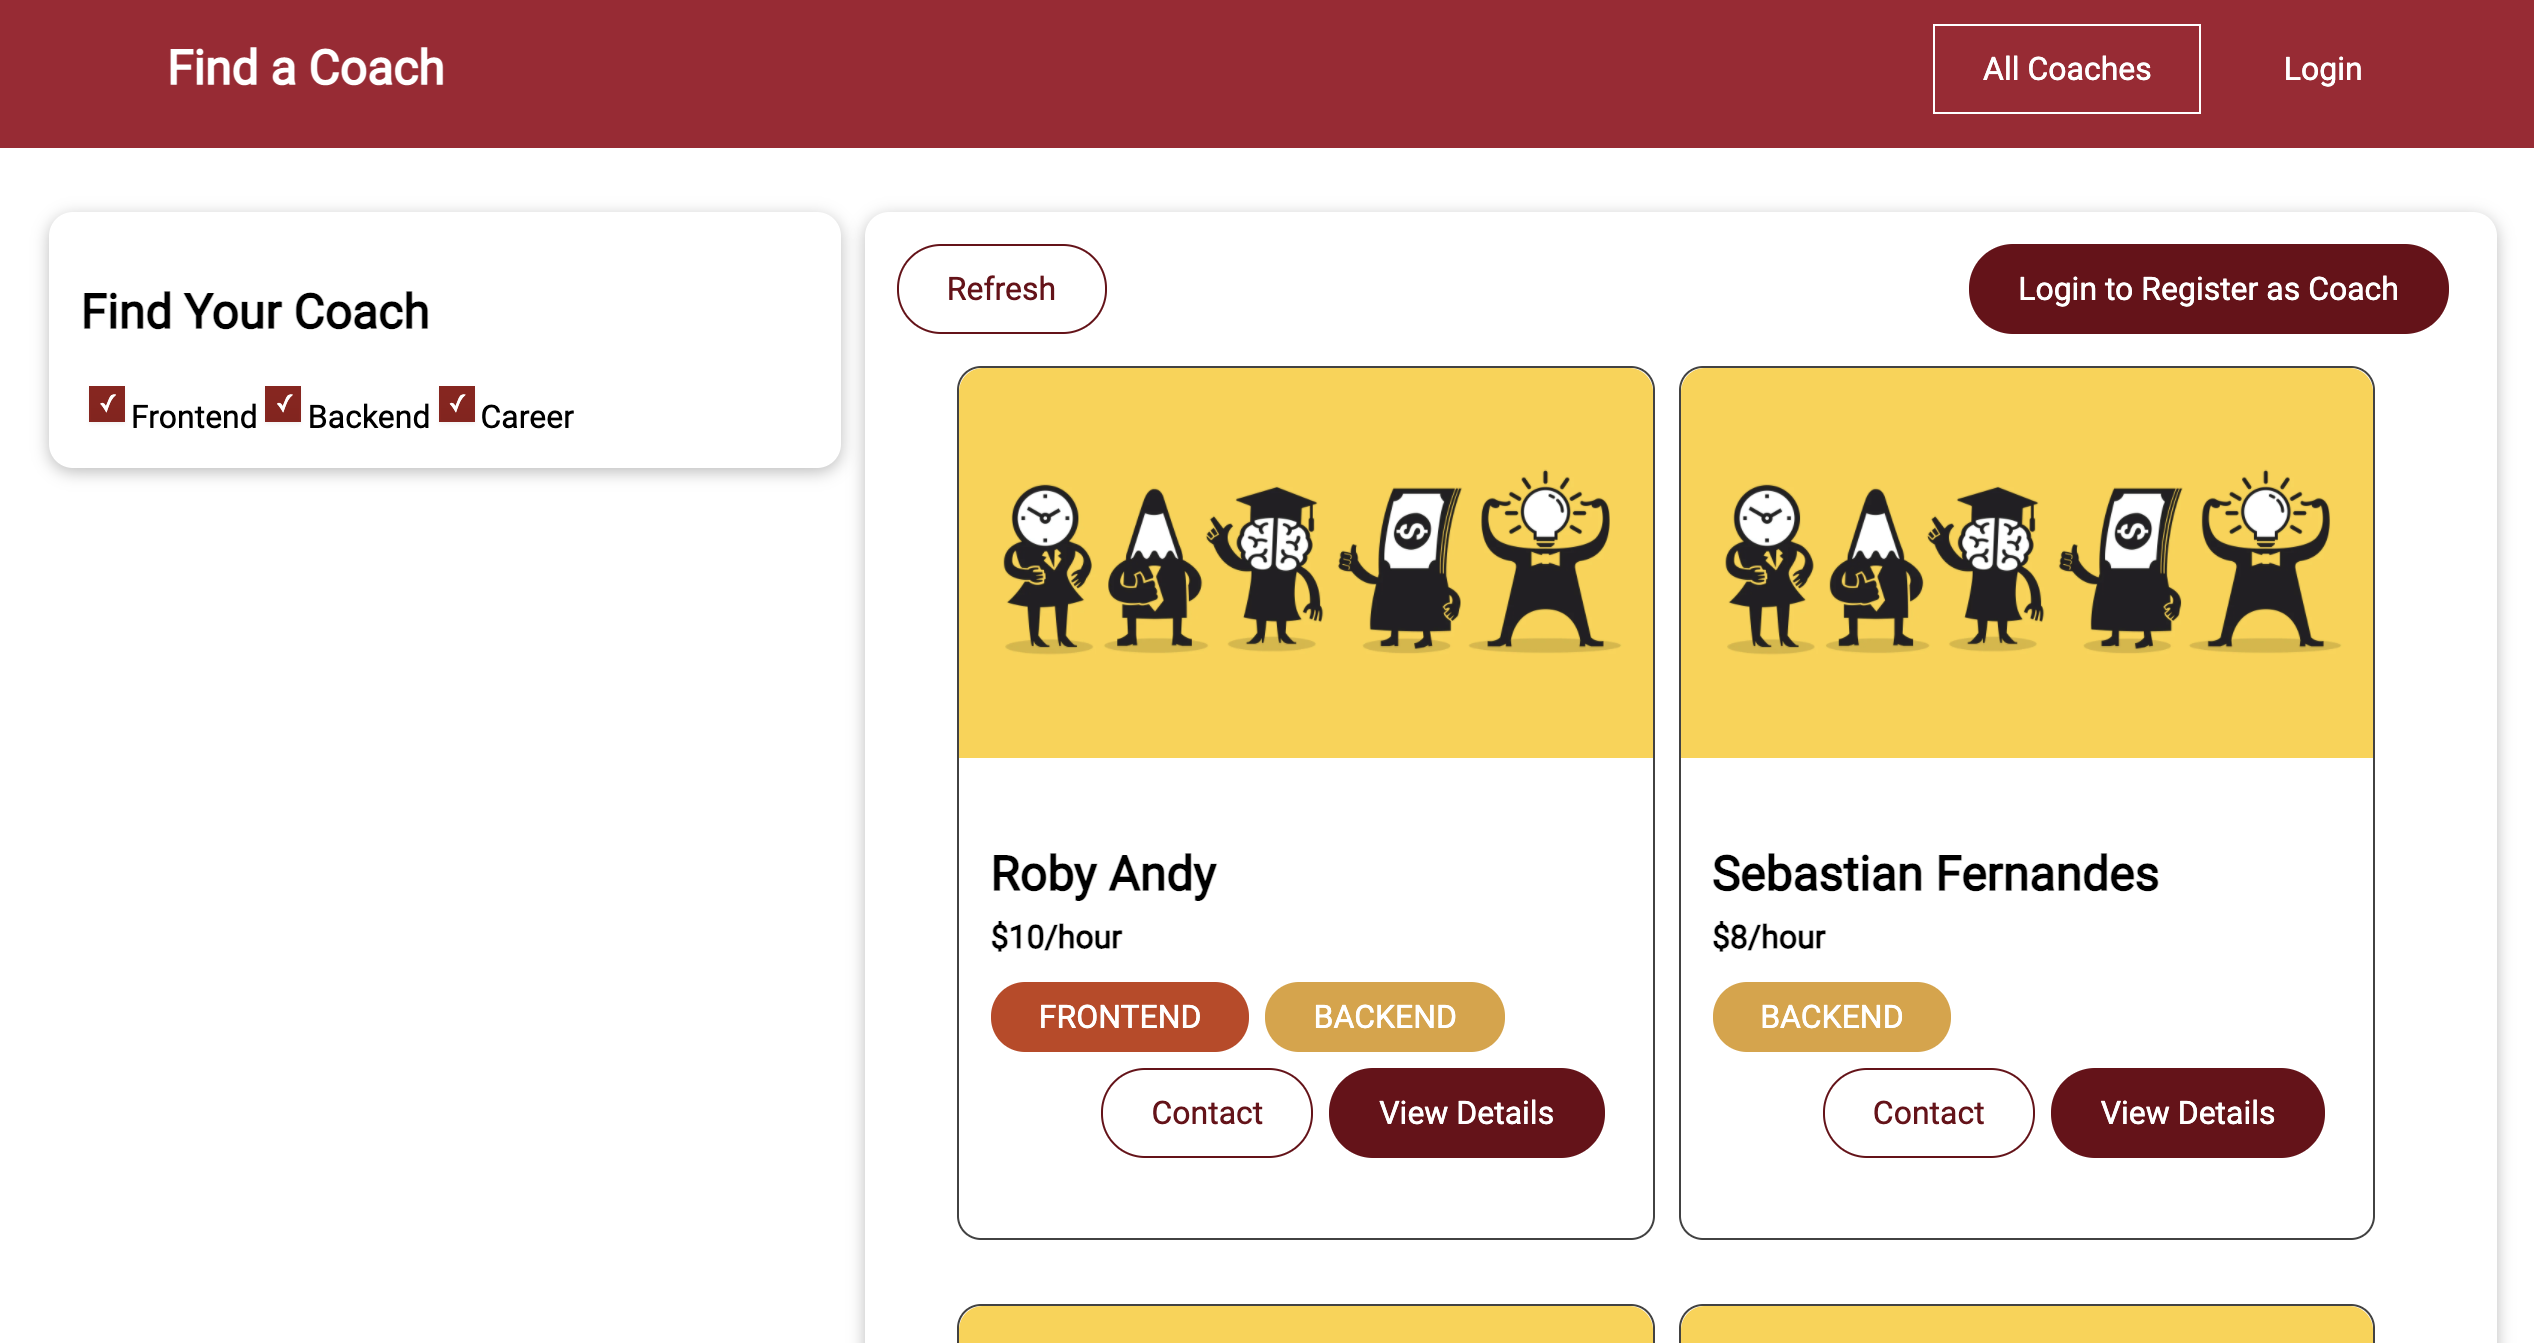 Find a Coach
All Coaches
Login
Find Your Coach
Frontend Backend Career
Refresh
Login to Register as Coach
$
Roby Andy
$10/hour
FRONTEND BACKEND
Contact View Details
$
Sebastian Fernandes
$8/hour
BACKEND
Contact View Details